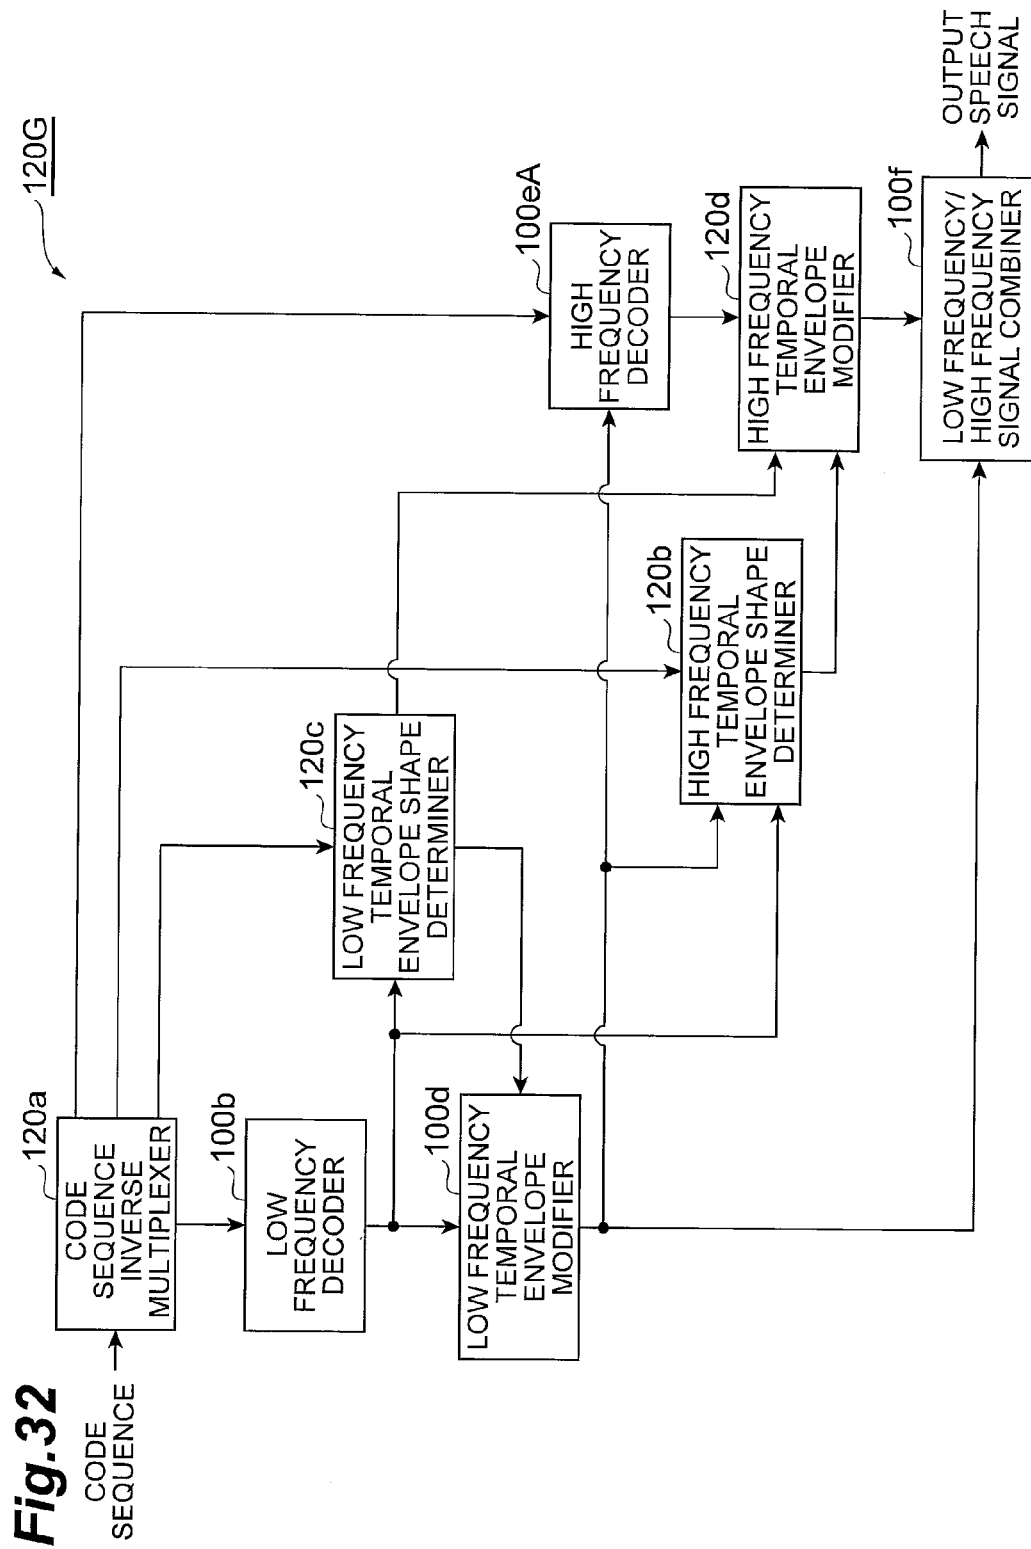 Fig.32
120G
CODE
SEQUENCE
120a
CODE
SEQUENCE
INVERSE
MULTIPLEXER
100b
LOW
FREQUENCY
DECODER
120c
LOW FREQUENCY
TEMPORAL
ENVELOPE SHAPE
DETERMINER
100d
LOW FREQUENCY
TEMPORAL
ENVELOPE
MODIFIER
120b
HIGH FREQUENCY
TEMPORAL
ENVELOPE SHAPE
DETERMINER
100eA
HIGH
FREQUENCY
DECODER
120d
HIGH FREQUENCY
TEMPORAL
ENVELOPE
MODIFIER
100f
LOW FREQUENCY/
HIGH FREQUENCY
SIGNAL COMBINER
OUTPUT
SPEECH
SIGNAL